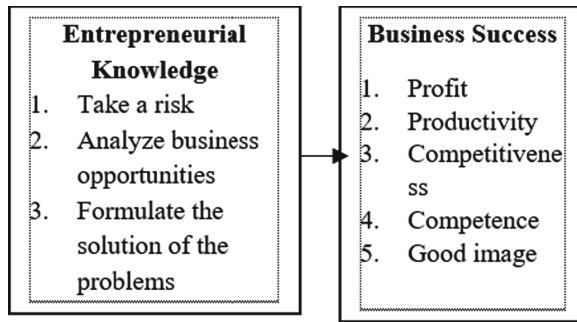 Entrepreneurial
Knowledge
1. Take a risk
2. Analyze business
opportunities
3. Formulate the
solution of the
problems
Business Success
1. Profit
2. Productivity
3. Competitivene
ss
4. Competence
5. Good image